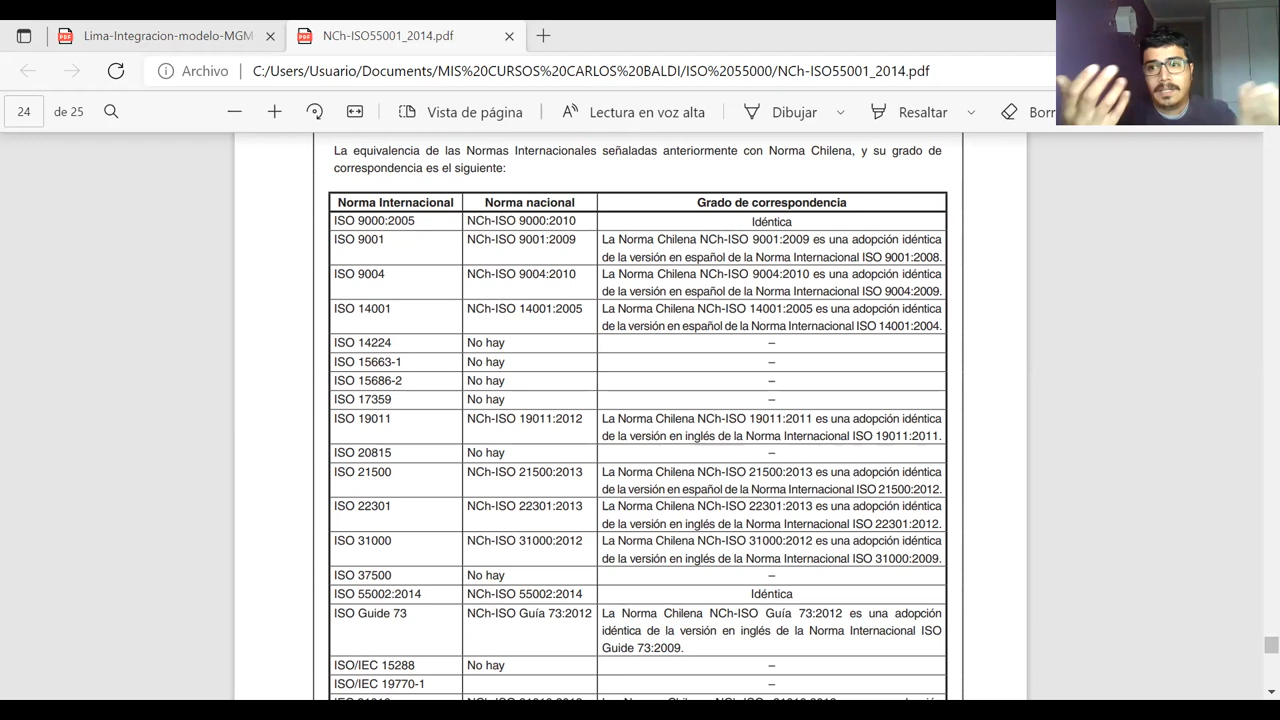 Lima-Integracion-modelo-MGM
NCh-ISO55001_2014.pdf
Archivo
C:/Users/Usuario/Documents/MIS%20CURSOS%20CARLOS%20BALDI/ISO%2055000/NCh-ISO55001_2014.pdf
24 de 25 Vista de página Lectura en voz alta Dibujar Resaltar Borr
La equivalencia de las Normas Internacionales señaladas anteriormente con Norma Chilena, y su grado de
correspondencia es el siguiente:
Norma Internacional Norma nacional Grado de correspondencia
ISO 9000:2005 NCh-ISO 9000:2010 Idéntica
ISO 9001 NCh-ISO 9001:2009 La Norma Chilena NCh-ISO 9001:2009 es una adopción idéntica
de la versión en español de la Norma Internacional ISO 9001:2008.
ISO 9004 NCh-ISO 9004:2010 La Norma Chilena NCh-ISO 9004:2010 es una adopción idéntica
de la versión en español de la Norma Internacional ISO 9004:2009.
ISO 14001 NCh-ISO 14001:2005 La Norma Chilena NCh-ISO 14001:2005 es una adopción idéntica
de la versión en español de la Norma Internacional ISO 14001:2004.
ISO 14224 No hay –
ISO 15663-1 No hay –
ISO 15686-2 No hay –
ISO 17359 No hay –
ISO 19011 NCh-ISO 19011:2012 La Norma Chilena NCh-ISO 19011:2011 es una adopción idéntica
de la versión en inglés de la Norma Internacional ISO 19011:2011.
ISO 20815 No hay –
ISO 21500 NCh-ISO 21500:2013 La Norma Chilena NCh-ISO 21500:2013 es una adopción idéntica
de la versión en español de la Norma Internacional ISO 21500:2012.
ISO 22301 NCh-ISO 22301:2013 La Norma Chilena NCh-ISO 22301:2013 es una adopción idéntica
de la versión en inglés de la Norma Internacional ISO 22301:2012.
ISO 31000 NCh-ISO 31000:2012 La Norma Chilena NCh-ISO 31000:2012 es una adopción idéntica
de la versión en inglés de la Norma Internacional ISO 31000:2009.
ISO 37500 No hay –
ISO 55002:2014 NCh-ISO 55002:2014 Idéntica
ISO Guide 73 NCh-ISO Guía 73:2012 La Norma Chilena NCh-ISO Guía 73:2012 es una adopción
idéntica de la versión en inglés de la Norma Internacional ISO
Guide 73:2009.
ISO/IEC 15288 No hay –
ISO/IEC 19770-1 –